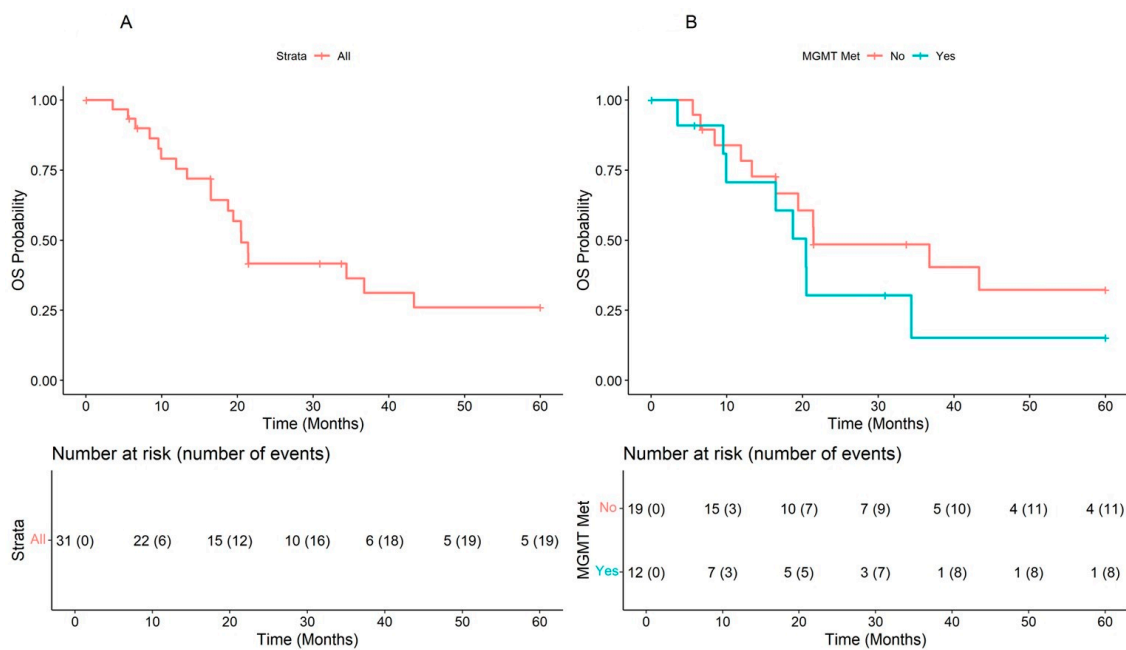 A
Strata All
1.00
0.75
0.50
0.25
0.00
OS Probability
0 10 20 30 40 50 60
Time (Months)
Number at risk (number of events)
Strata
All 31 (0) 22 (6) 15 (12) 10 (16) 6 (18) 5 (19) 5 (19)
0 10 20 30 40 50 60
Time (Months)
B
MGMT Met No Yes
1.00
0.75
0.50
0.25
0.00
OS Probability
0 10 20 30 40 50 60
Time (Months)
Number at risk (number of events)
MGMT Met
No 19 (0) 15 (3) 10 (7) 7 (9) 5 (10) 4 (11) 4 (11)
Yes 12 (0) 7 (3) 5 (5) 3 (7) 1 (8) 1 (8) 1 (8)
0 10 20 30 40 50 60
Time (Months)